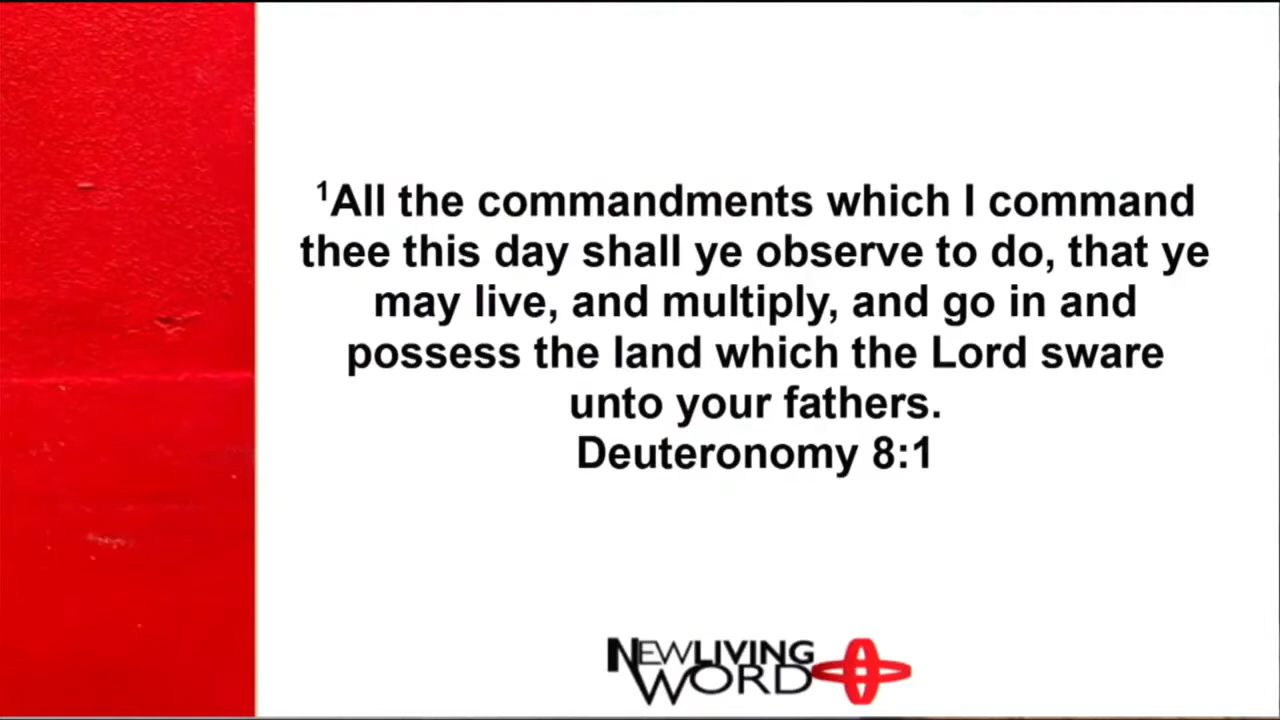 ¹All the commandments which I command
thee this day shall ye observe to do, that ye
may live, and multiply, and go in and
possess the land which the Lord sware
unto your fathers.
Deuteronomy 8:1
NEWLIVING
WORD